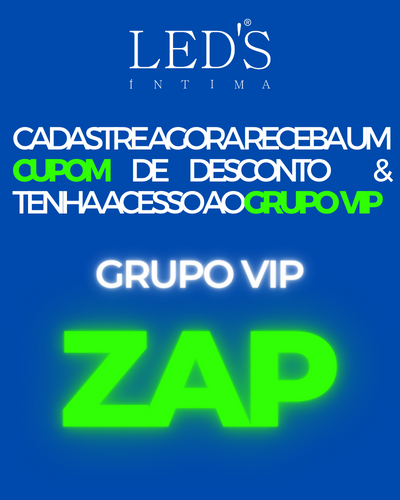 LED'S®
ÍNTIMA
CADASTRE AGORA RECEBA UM
CUPOM DE DESCONTO &
TENHA ACESSO AO GRUPO VIP
GRUPO VIP
ZAP